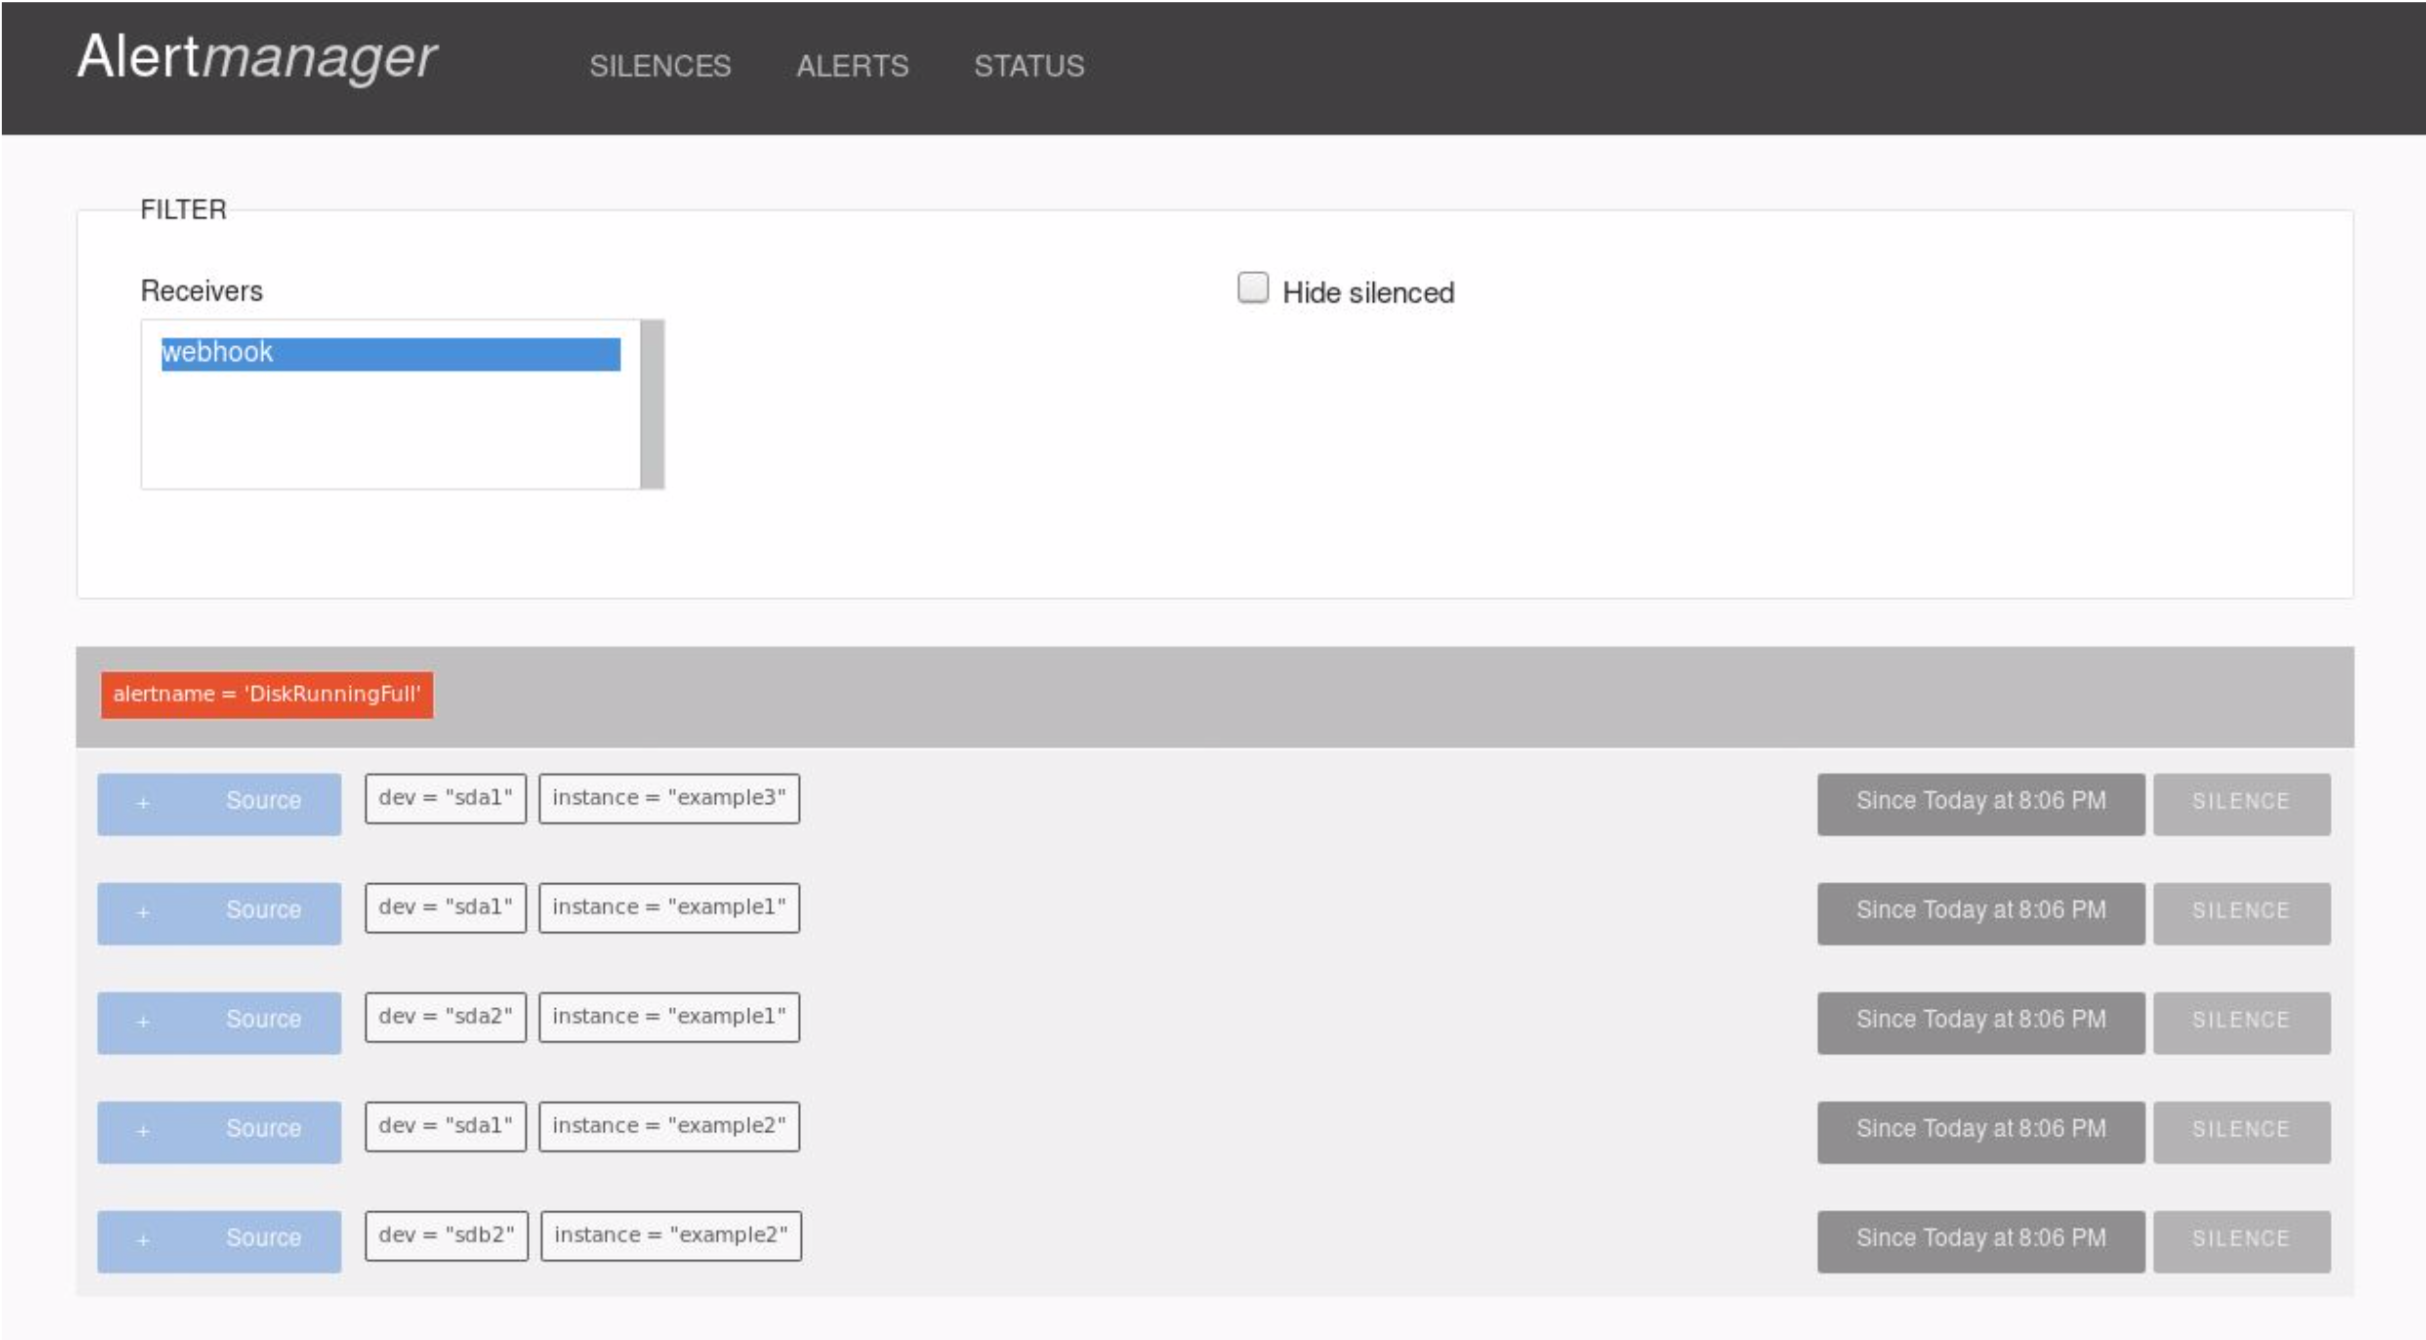 Alertmanager SILENCES ALERTS STATUS
FILTER
Receivers
Hide silenced
webhook
alertname = 'DiskRunningFull'
+ Source dev = "sda1" instance = "example3" Since Today at 8:06 PM SILENCE
+ Source dev = "sda1" instance = "example1" Since Today at 8:06 PM SILENCE
+ Source dev = "sda2" instance = "example1" Since Today at 8:06 PM SILENCE
+ Source dev = "sda1" instance = "example2" Since Today at 8:06 PM SILENCE
+ Source dev = "sdb2" instance = "example2" Since Today at 8:06 PM SILENCE